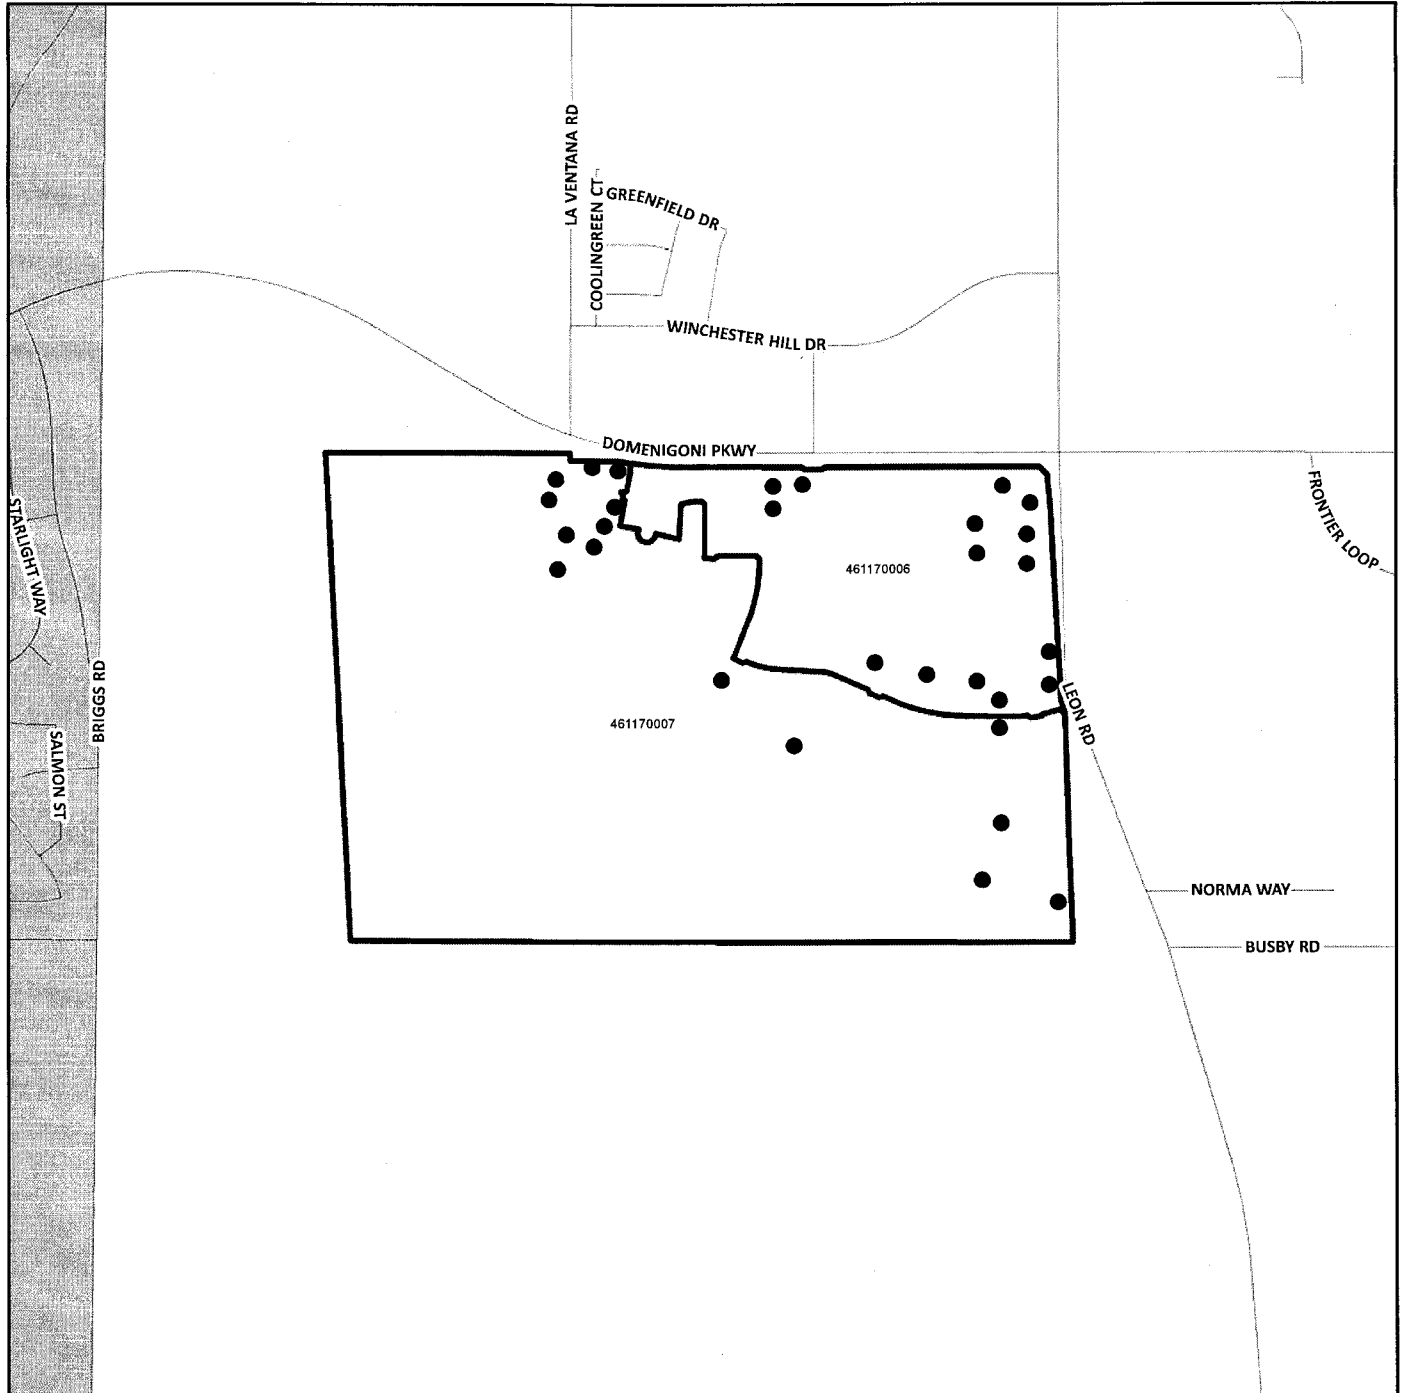 LA VENTANA RD
COOLINGREEN CT
GREENFIELD DR
WINCHESTER HILL DR
DOMENIGONI PKWY
FRONTIER LOOP
STARLIGHT WAY
461170006
BRIGGS RD
LEON RD
461170007
SALMON ST
NORMA WAY
BUSBY RD